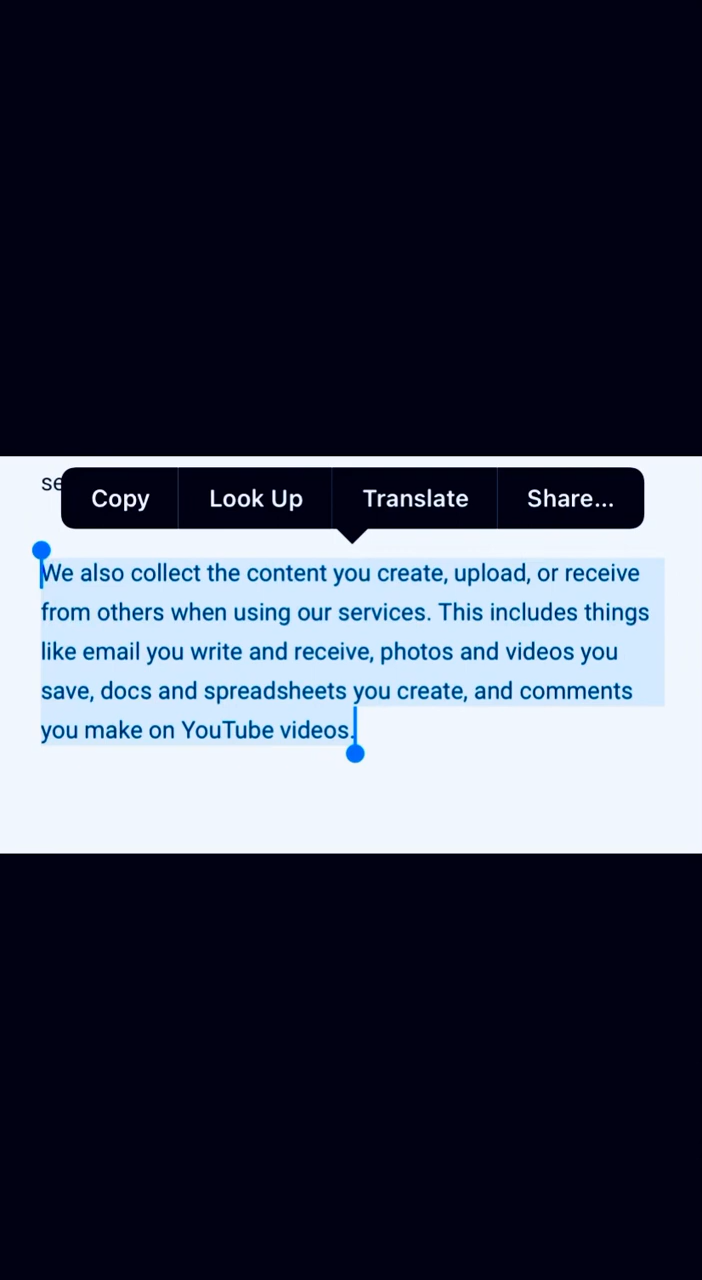 Copy Look Up Translate Share...
We also collect the content you create, upload, or receive
from others when using our services. This includes things
like email you write and receive, photos and videos you
save, docs and spreadsheets you create, and comments
you make on YouTube videos.